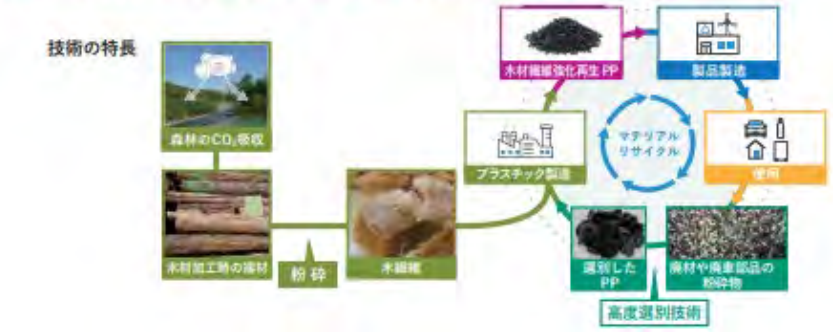 技術の特長
森林のCO₂吸収
木材加工時の端材
粉砕
木繊維
プラスチック製造
木材繊維強化再生PP
製品製造
使用
廃材や廃車部品の
粉砕物
選別した
PP
高度選別技術
マテリアル
リサイクル